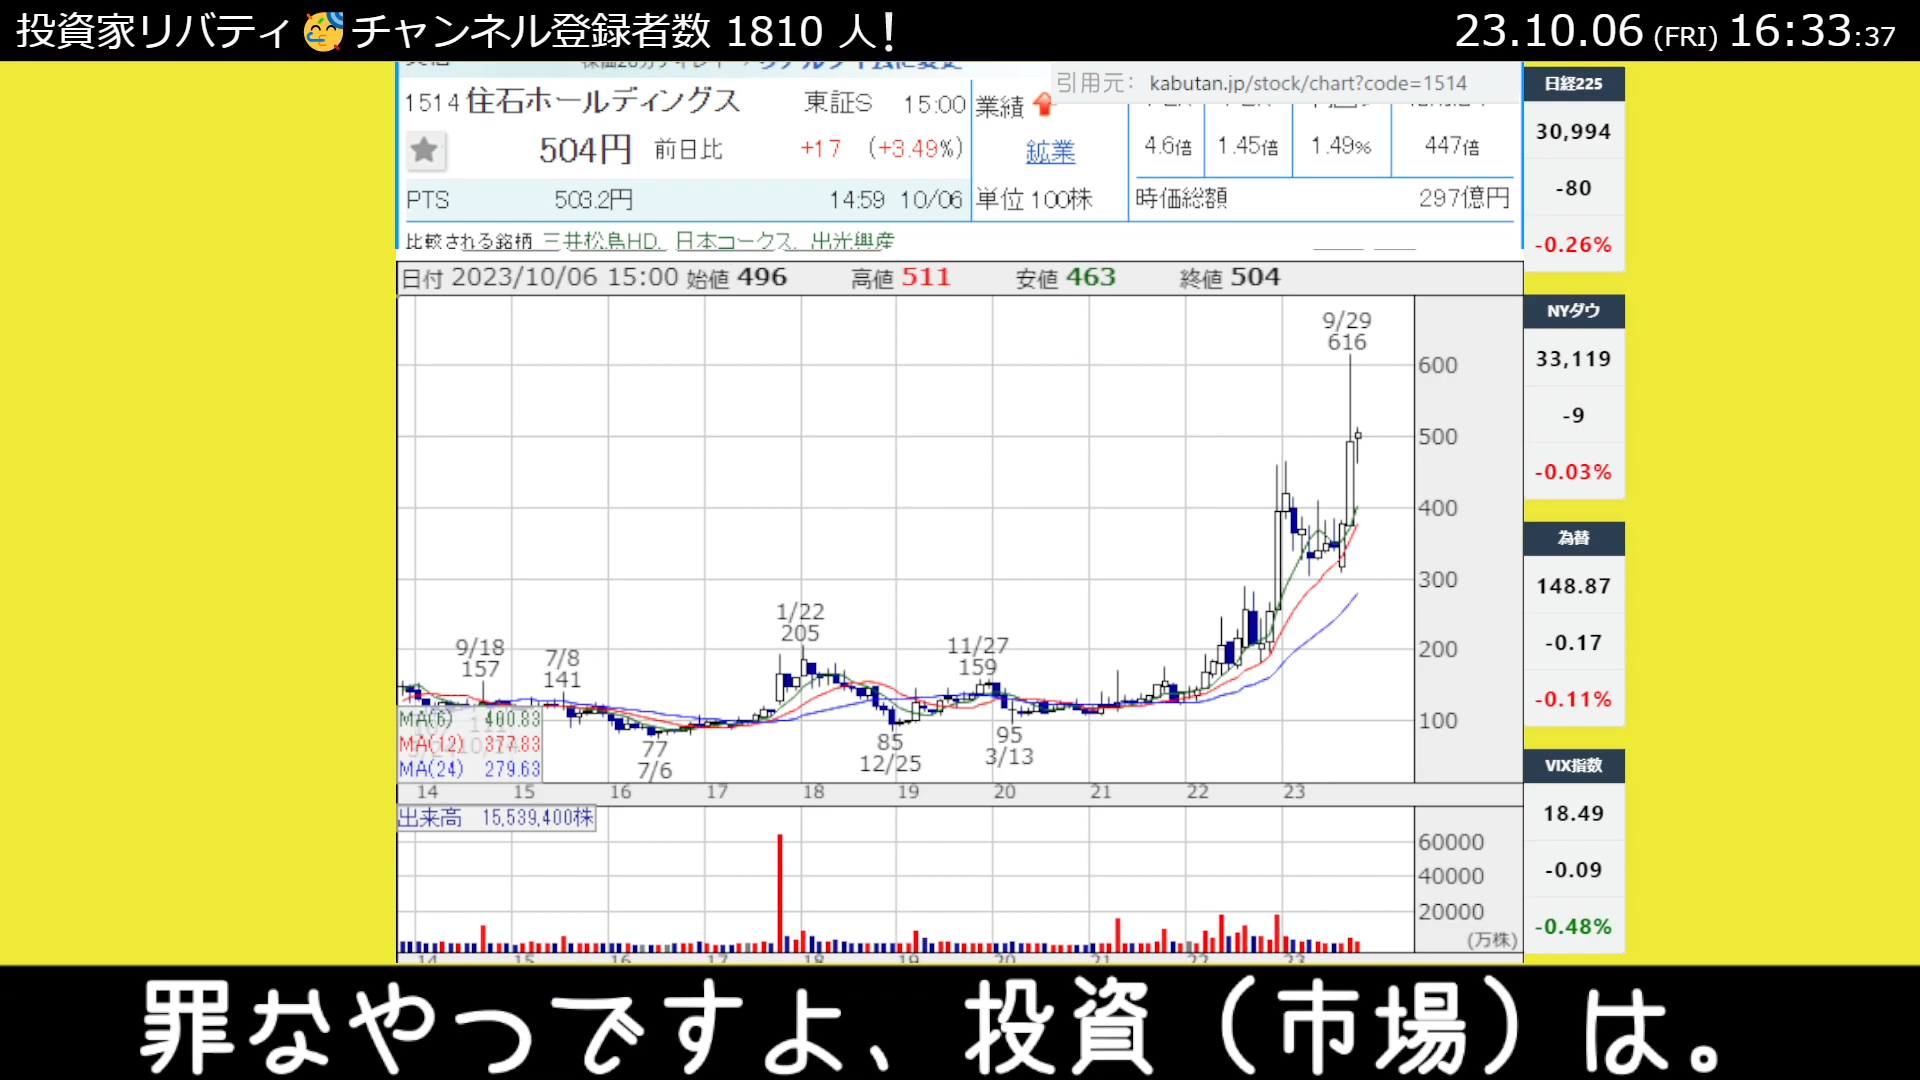 投資家リバティ🥳チャンネル登録者数 1810 人!
23.10.06 (FRI) 16:33:37
引用元: kabutan.jp/stock/chart?code=1514
1514 住石ホールディングス 東証S 15:00 業績
504円 前日比 +17 (+3.49%) 鉱業 4.6倍 1.45倍 1.49% 447倍
PTS 503.2円 14:59 10/06 単位 100株 時価総額 297億円
比較される銘柄 三井松島HD, 日本コークス, 出光興産
日付 2023/10/06 15:00 始値 496 高値 511 安値 463 終値 504
9/29
616
600
500
400
300
200
100
1/22
205
9/18
157
7/8
141
11/27
159
77
7/6
85
12/25
95
3/13
MA(6) 400.83
MA(12) 377.83
MA(24) 279.63
14 15 16 17 18 19 20 21 22 23
出来高 15,539,400株
60000
40000
20000
(万株)
14 15 16 17 18 19 20 21 22 23
日経225
30,994
-80
-0.26%
NYダウ
33,119
-9
-0.03%
為替
148.87
-0.17
-0.11%
VIX指数
18.49
-0.09
-0.48%
罪なやつですよ、投資(市場)は。